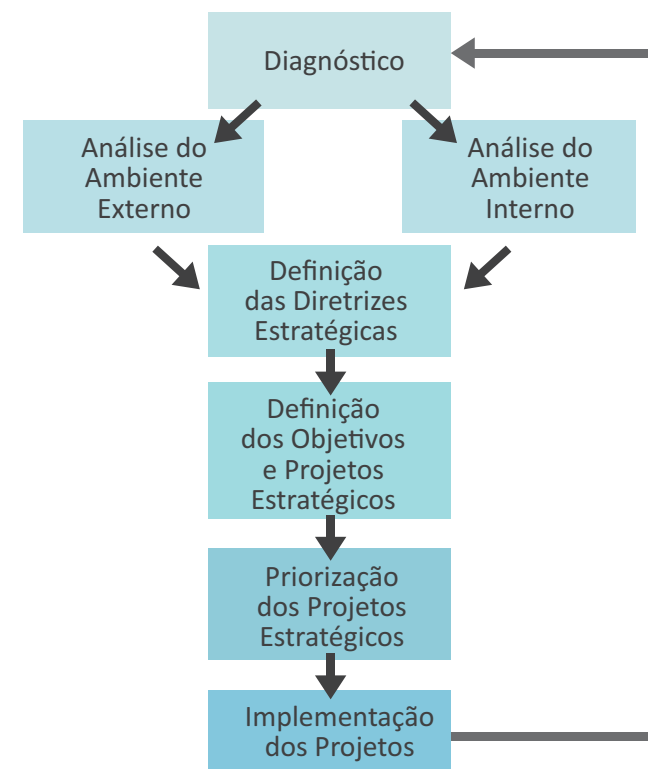 Diagnóstico
Análise do
Ambiente
Externo
Análise do
Ambiente
Interno
Definição
das Diretrizes
Estratégicas
Definição
dos Objetivos
e Projetos
Estratégicos
Priorização
dos Projetos
Estratégicos
Implementação
dos Projetos